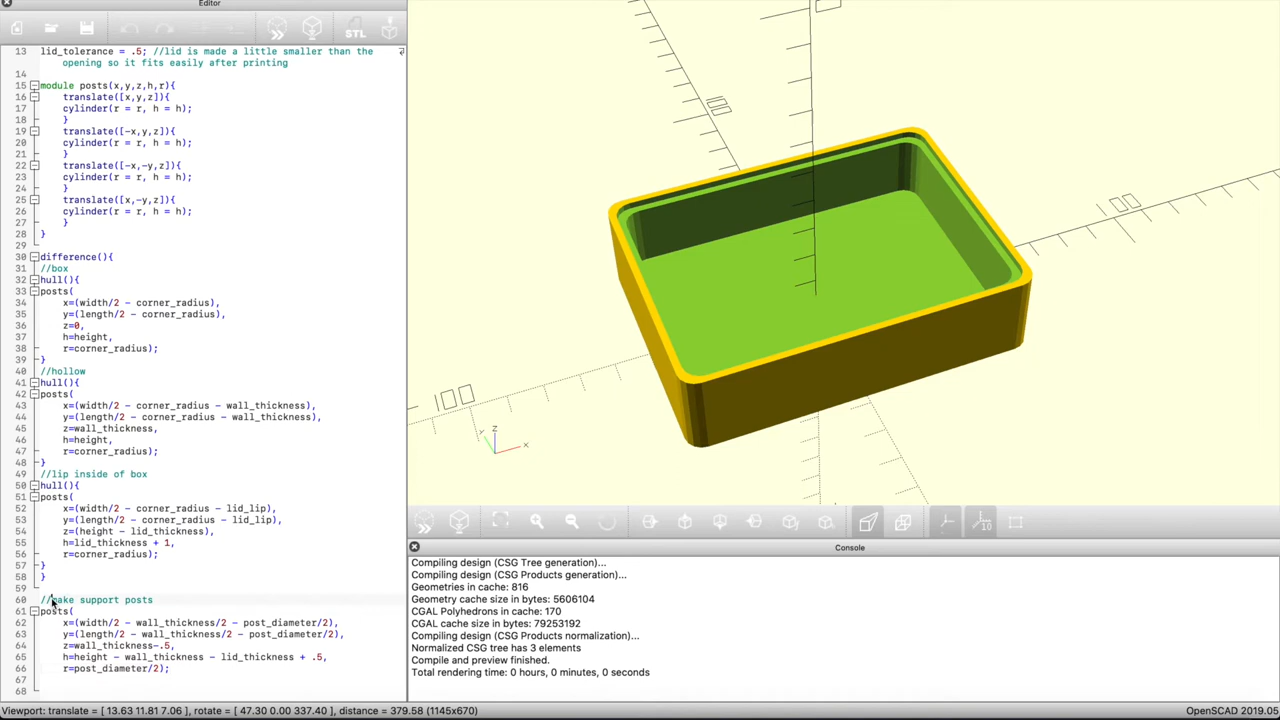 Editor
STL
13 lid_tolerance = .5; //lid is made a little smaller than the
opening so it fits easily after printing
14
15 module posts(x,y,z,h,r){
16 translate([x,y,z]){
17 cylinder(r = r, h = h);
18 }
19 translate([-x,y,z]){
20 cylinder(r = r, h = h);
21 }
22 translate([-x,-y,z]){
23 cylinder(r = r, h = h);
24 }
25 translate([x,-y,z]){
26 cylinder(r = r, h = h);
27 }
28 }
29
30 difference(){
31 //box
32 hull(){
33 posts(
34 x=(width/2 - corner_radius),
35 y=(length/2 - corner_radius),
36 z=0,
37 h=height,
38 r=corner_radius);
39 }
40 //hollow
41 hull(){
42 posts(
43 x=(width/2 - corner_radius - wall_thickness),
44 y=(length/2 - corner_radius - wall_thickness),
45 z=wall_thickness,
46 h=height,
47 r=corner_radius);
48 }
49 //lip inside of box
50 hull(){
51 posts(
52 x=(width/2 - corner_radius - lid_lip),
53 y=(length/2 - corner_radius - lid_lip),
54 z=(height - lid_thickness),
55 h=lid_thickness + 1,
56 r=corner_radius);
57 }
58 }
59
60 //make support posts
61 posts(
62 x=(width/2 - wall_thickness/2 - post_diameter/2),
63 y=(length/2 - wall_thickness/2 - post_diameter/2),
64 z=wall_thickness-.5,
65 h=height - wall_thickness - lid_thickness + .5,
66 r=post_diameter/2);
67
68
100
Z
Y
X
10
Console
Compiling design (CSG Tree generation)...
Compiling design (CSG Products generation)...
Geometries in cache: 816
Geometry cache size in bytes: 5606104
CGAL Polyhedrons in cache: 170
CGAL cache size in bytes: 79253192
Compiling design (CSG Products normalization)...
Normalized CSG tree has 3 elements
Compile and preview finished.
Total rendering time: 0 hours, 0 minutes, 0 seconds
Viewport: translate = [ 13.63 11.81 7.06 ], rotate = [ 47.30 0.00 337.40 ], distance = 379.58 (1145x670)
OpenSCAD 2019.05